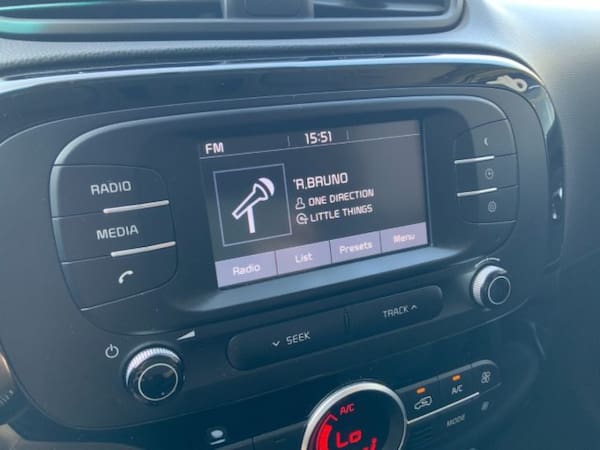 FM 15:51
'R.BRUNO
ONE DIRECTION
LITTLE THINGS
Radio List Presets Menu
RADIO
MEDIA
SEEK
TRACK
A/C
Lo
A/C
MODE